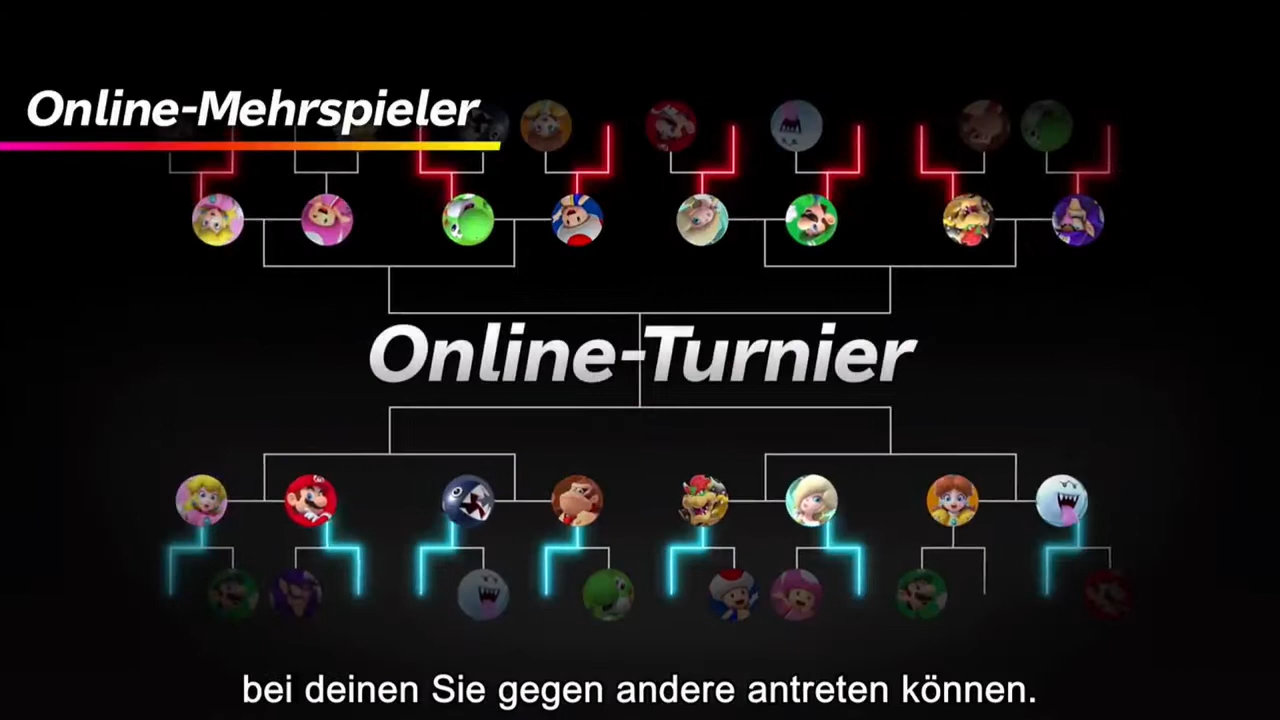 Online-Mehrspieler
Online-Turnier
bei deinen Sie gegen andere antreten können.